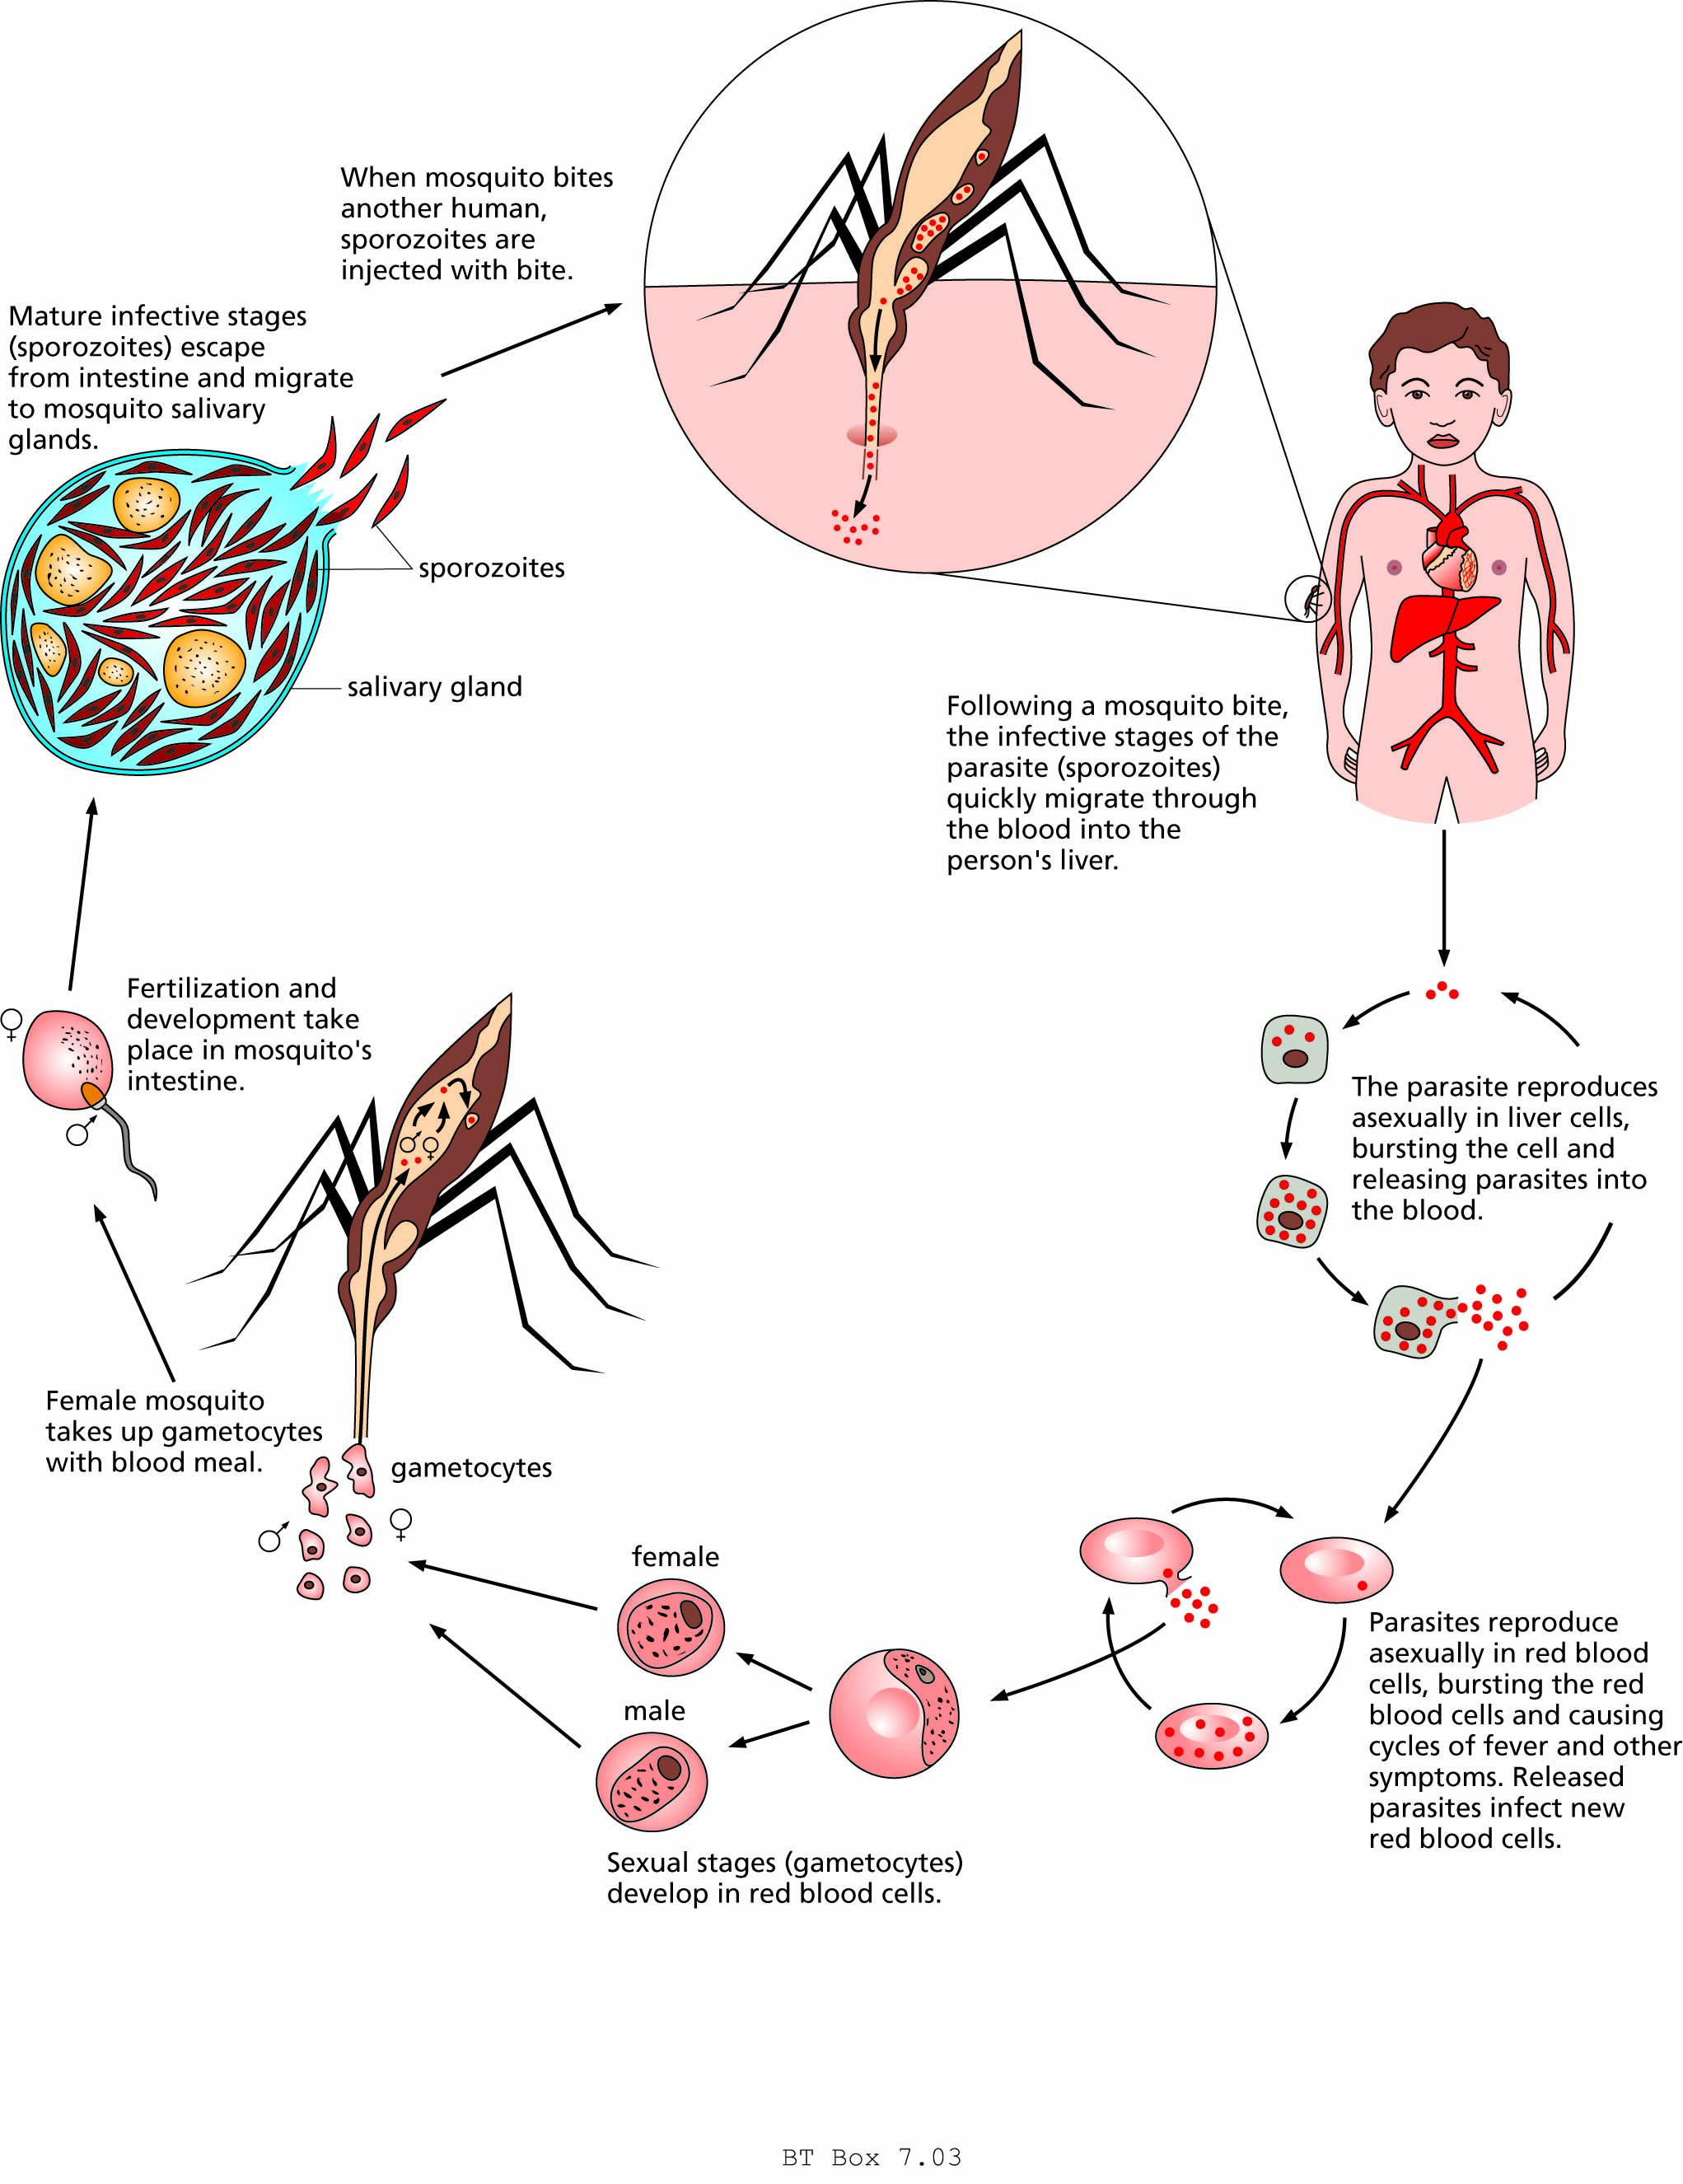 When mosquito bites
another human,
sporozoites are
injected with bite.
Mature infective stages
(sporozoites) escape
from intestine and migrate
to mosquito salivary
glands.
sporozoites
salivary gland
Following a mosquito bite,
the infective stages of the
parasite (sporozoites)
quickly migrate through
the blood into the
person's liver.
The parasite reproduces
asexually in liver cells,
bursting the cell and
releasing parasites into
the blood.
Parasites reproduce
asexually in red blood
cells, bursting the red
blood cells and causing
cycles of fever and other
symptoms. Released
parasites infect new
red blood cells.
female
male
Sexual stages (gametocytes)
develop in red blood cells.
gametocytes
♂ ♀
Female mosquito
takes up gametocytes
with blood meal.
♂ ♀
Fertilization and
development take
place in mosquito's
intestine.
♀
♂
BT Box 7.03